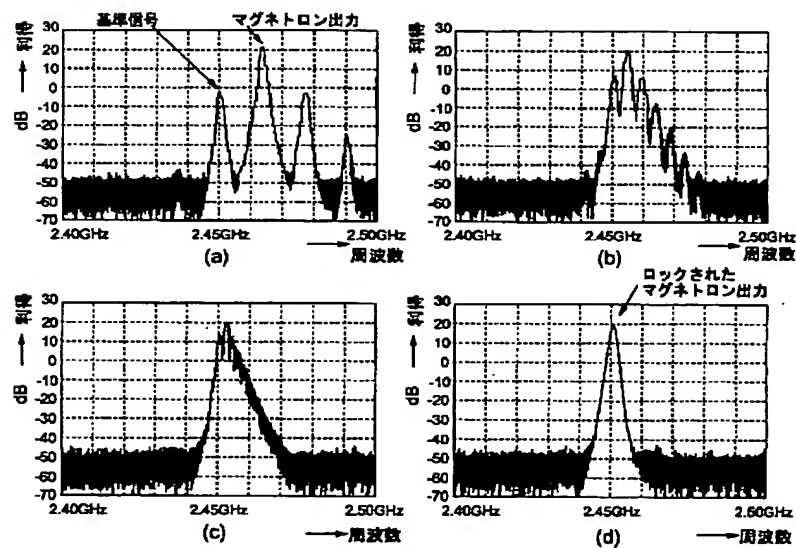 基準信号
マグネトロン出力
dB → 利得
30
20
10
0
-10
-20
-30
-40
-50
-60
-70
2.40GHz
2.45GHz
2.50GHz
(a)
→周波数
dB → 利得
30
20
10
0
-10
-20
-30
-40
-50
-60
-70
2.40GHz
2.45GHz
2.50GHz
(b)
→周波数
dB → 利得
30
20
10
0
-10
-20
-30
-40
-50
-60
-70
2.40GHz
2.45GHz
2.50GHz
(c)
→周波数
ロックされた
マグネトロン出力
dB → 利得
30
20
10
0
-10
-20
-30
-40
-50
-60
-70
2.40GHz
2.45GHz
2.60GHz
(d)
→周波数